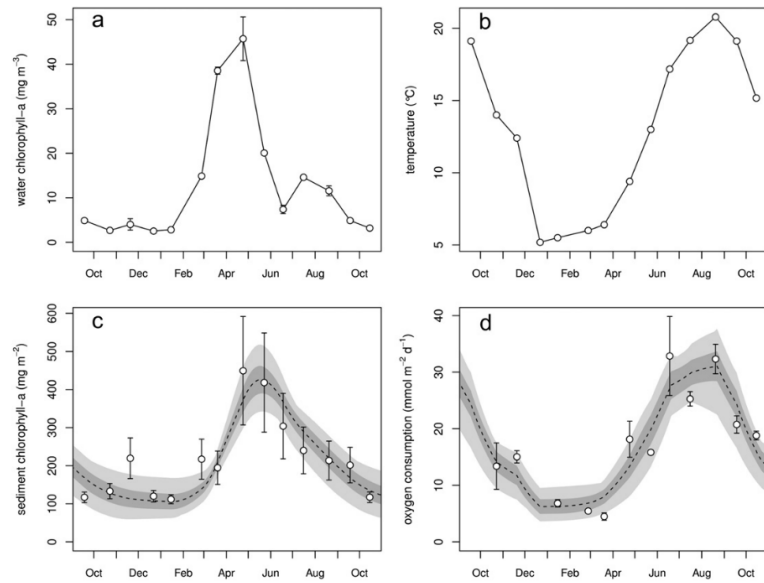 a
water chlorophyll−a (mg m−3)
50
40
30
20
10
0
Oct Dec Feb Apr Jun Aug Oct
b
temperature (°C)
20
15
10
5
Oct Dec Feb Apr Jun Aug Oct
c
sediment chlorophyll−a (mg m−2)
600
500
400
300
200
100
0
Oct Dec Feb Apr Jun Aug Oct
d
oxygen consumption (mmol m−2 d−1)
40
30
20
10
0
Oct Dec Feb Apr Jun Aug Oct